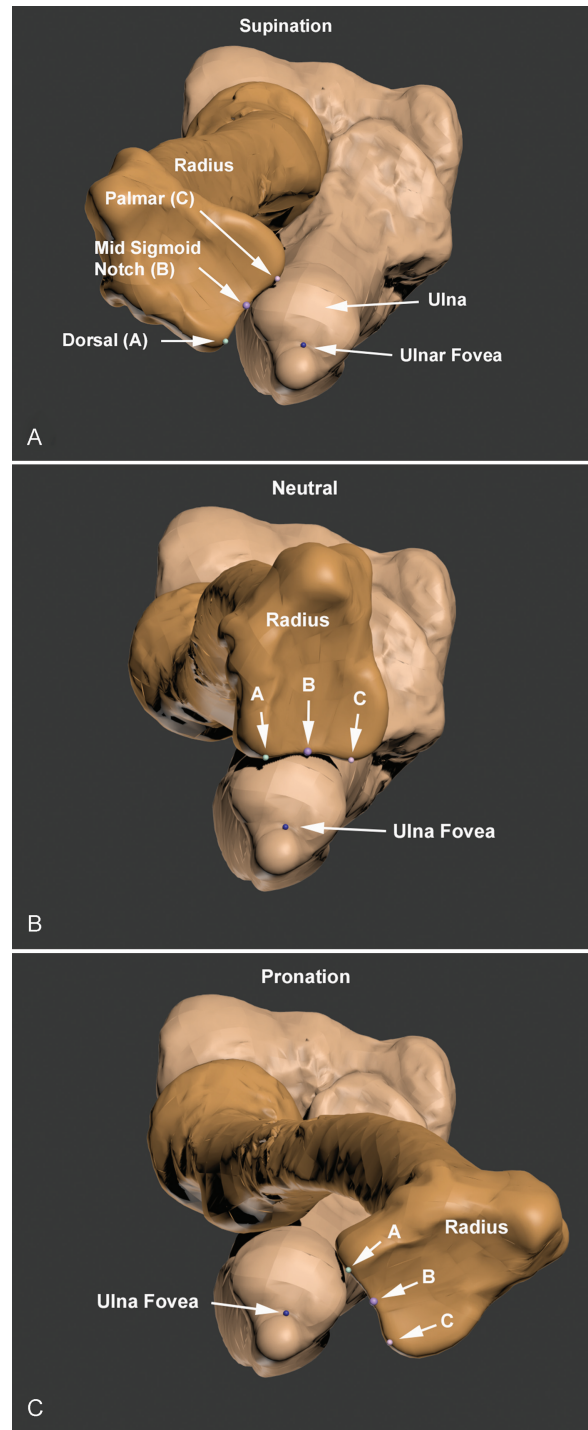 Supination
Radius
Palmar (C)
Mid Sigmoid
Notch (B)
Ulna
Dorsal (A)
Ulnar Fovea
A
Neutral
Radius
A
B
C
Ulna Fovea
B
Pronation
Radius
A
B
Ulna Fovea
C
C